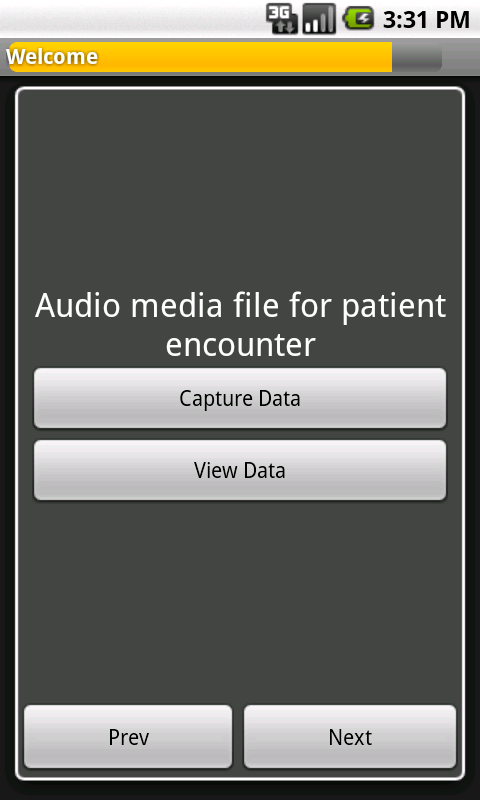 3G 3:31 PM
Welcome
Audio media file for patient
encounter
Capture Data
View Data
Prev Next